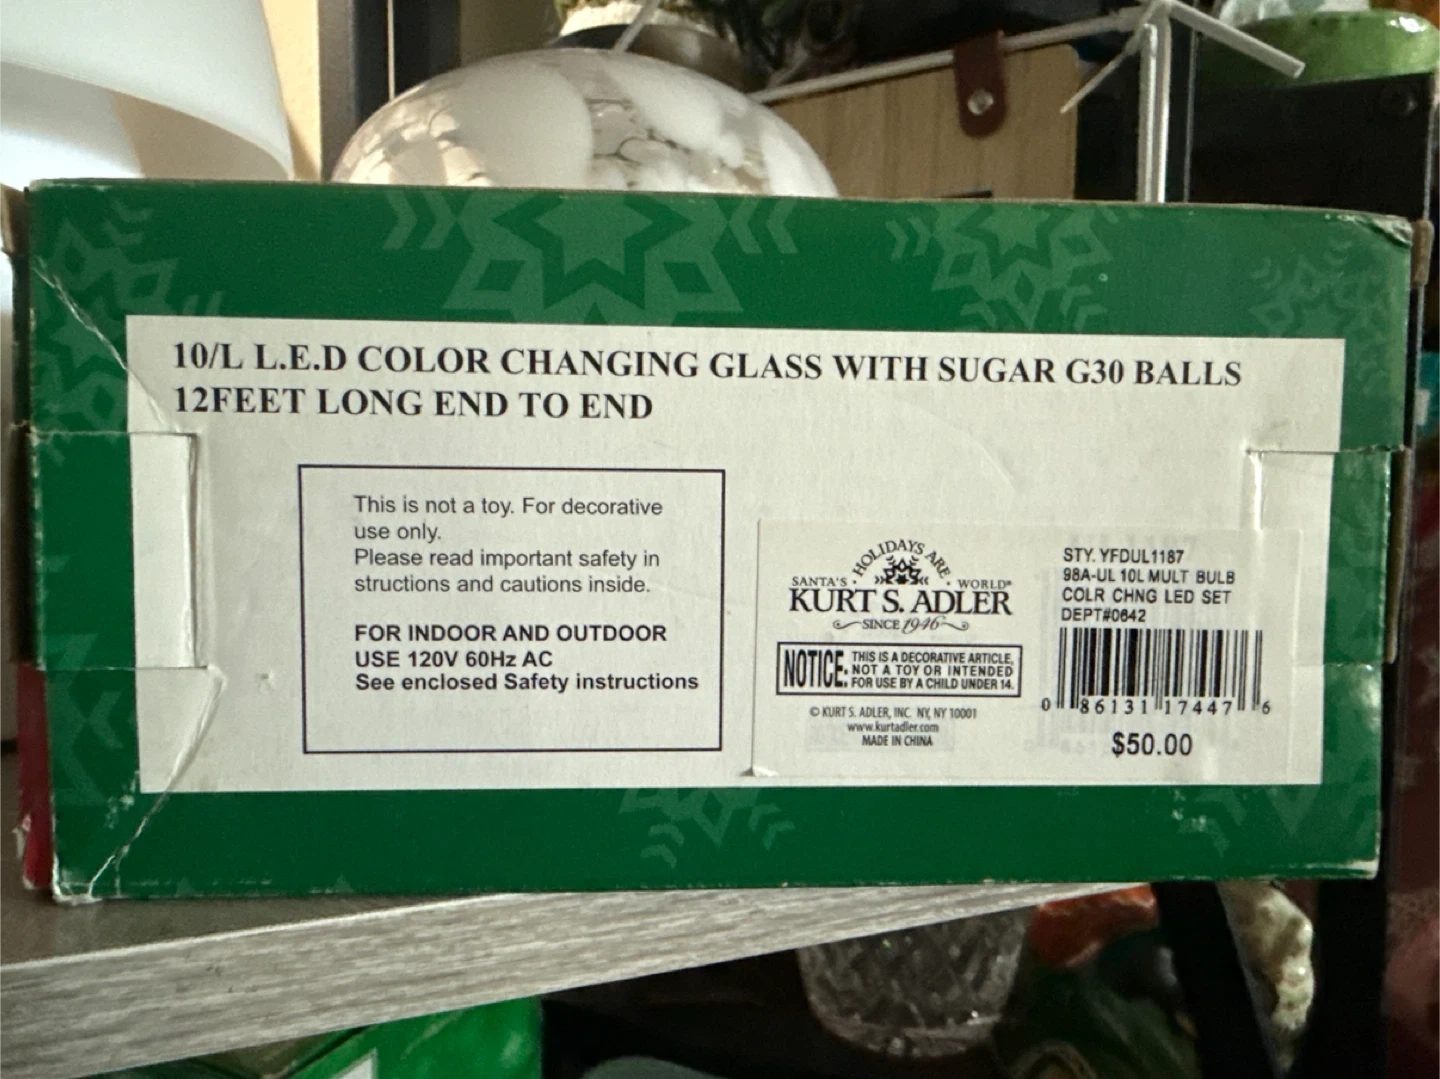 10/L L.E.D COLOR CHANGING GLASS WITH SUGAR G30 BALLS
12FEET LONG END TO END
This is not a toy. For decorative
use only.
Please read important safety in
structions and cautions inside.
FOR INDOOR AND OUTDOOR
USE 120V 60Hz AC
See enclosed Safety instructions
HOLIDAYS ARE
SANTA'S WORLD®
KURT S. ADLER
SINCE 1946
NOTICE: THIS IS A DECORATIVE ARTICLE,
NOT A TOY OR INTENDED
FOR USE BY A CHILD UNDER 14.
© KURT S. ADLER, INC. NY, NY 10001
www.kurtadler.com
MADE IN CHINA
STY. YFDUL1187
98A-UL 10L MULT BULB
COLR CHNG LED SET
DEPT#0642
0 86131 17447 6
$50.00